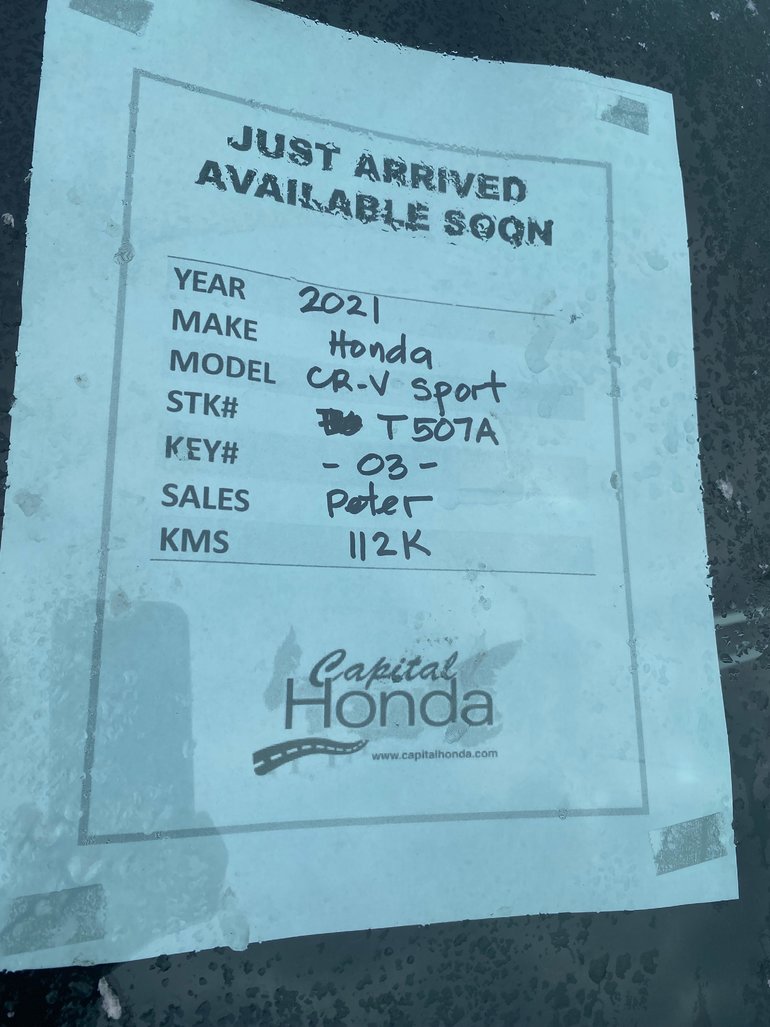 JUST ARRIVED
AVAILABLE SOON
YEAR 2021
MAKE Honda
MODEL CR-V Sport
STK# T507A
KEY# - 03 -
SALES Peter
KMS 112K
Capital
Honda
www.capitalhonda.com